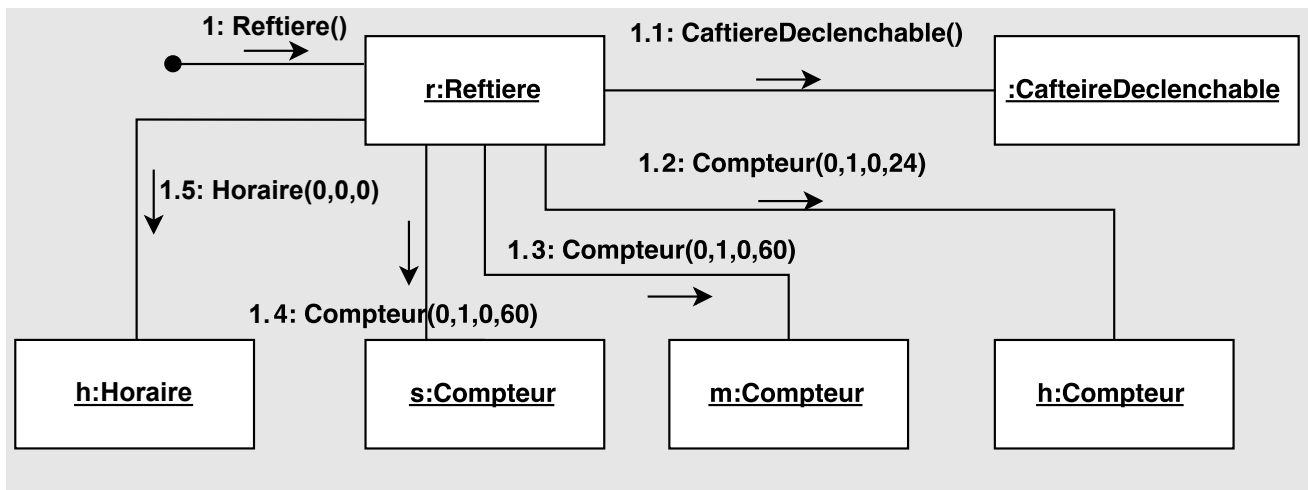 1: Reftiere()
1.1: CaftiereDeclenchable()
r:Reftiere
:CafteireDeclenchable
1.2: Compteur(0,1,0,24)
1.5: Horaire(0,0,0)
1.3: Compteur(0,1,0,60)
1.4: Compteur(0,1,0,60)
h:Horaire
s:Compteur
m:Compteur
h:Compteur